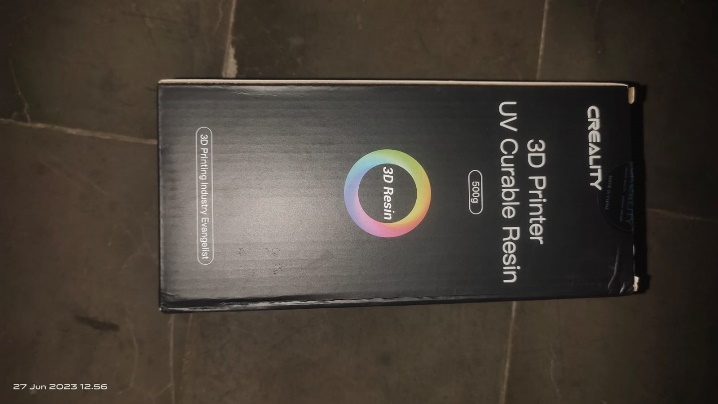 CREALITY
3D Printer
UV Curable Resin
500g
3D Resin
3D Printing Industry Evangelist
27 Jun 2023 12:56